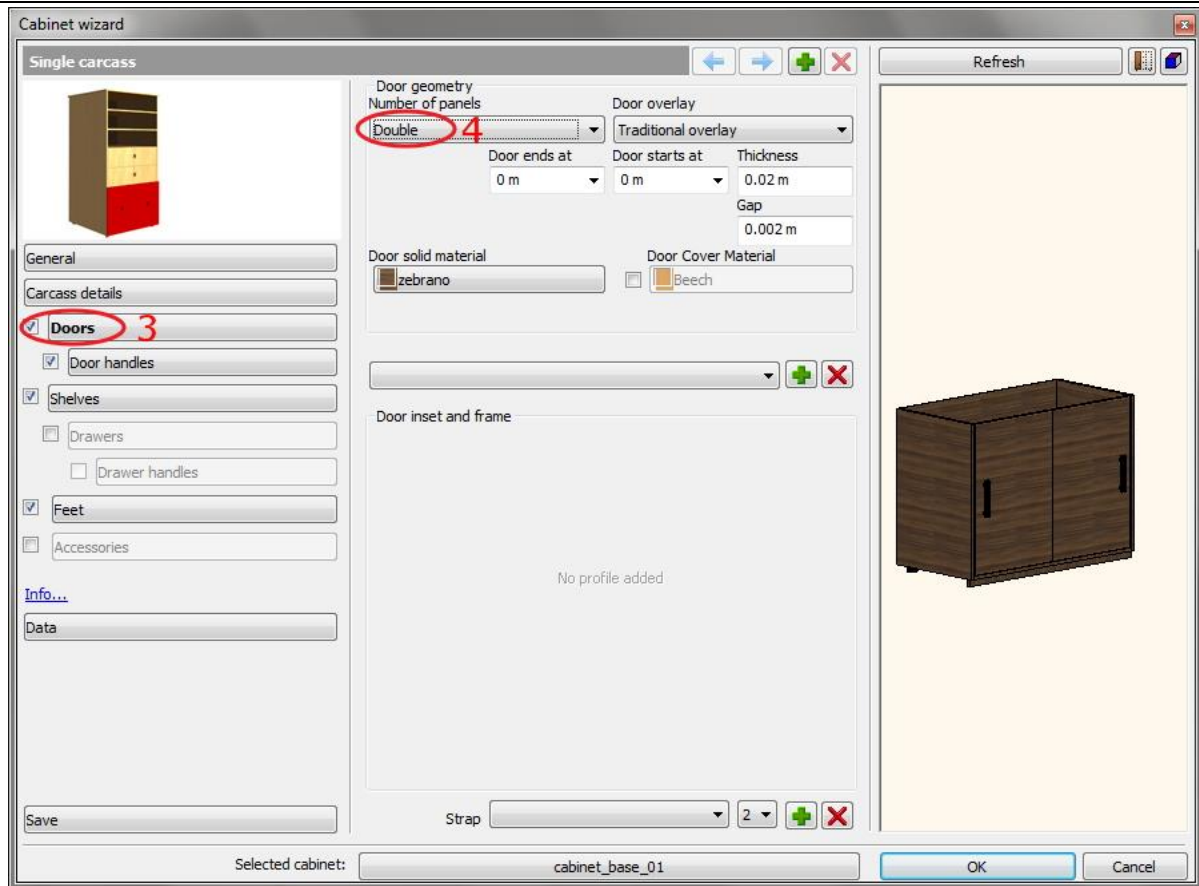 Cabinet wizard
Single carcass
Refresh
Door geometry
Number of panels
Door overlay
Double 4
Traditional overlay
Door ends at
Door starts at
Thickness
0 m
0 m
0.02 m
Gap
0.002 m
Door solid material
Door Cover Material
zebrano
Beech
General
Carcass details
Doors 3
Door handles
Shelves
Drawers
Drawer handles
Feet
Accessories
Info...
Data
Save
Door inset and frame
No profile added
Strap
2
Selected cabinet:
cabinet_base_01
OK
Cancel